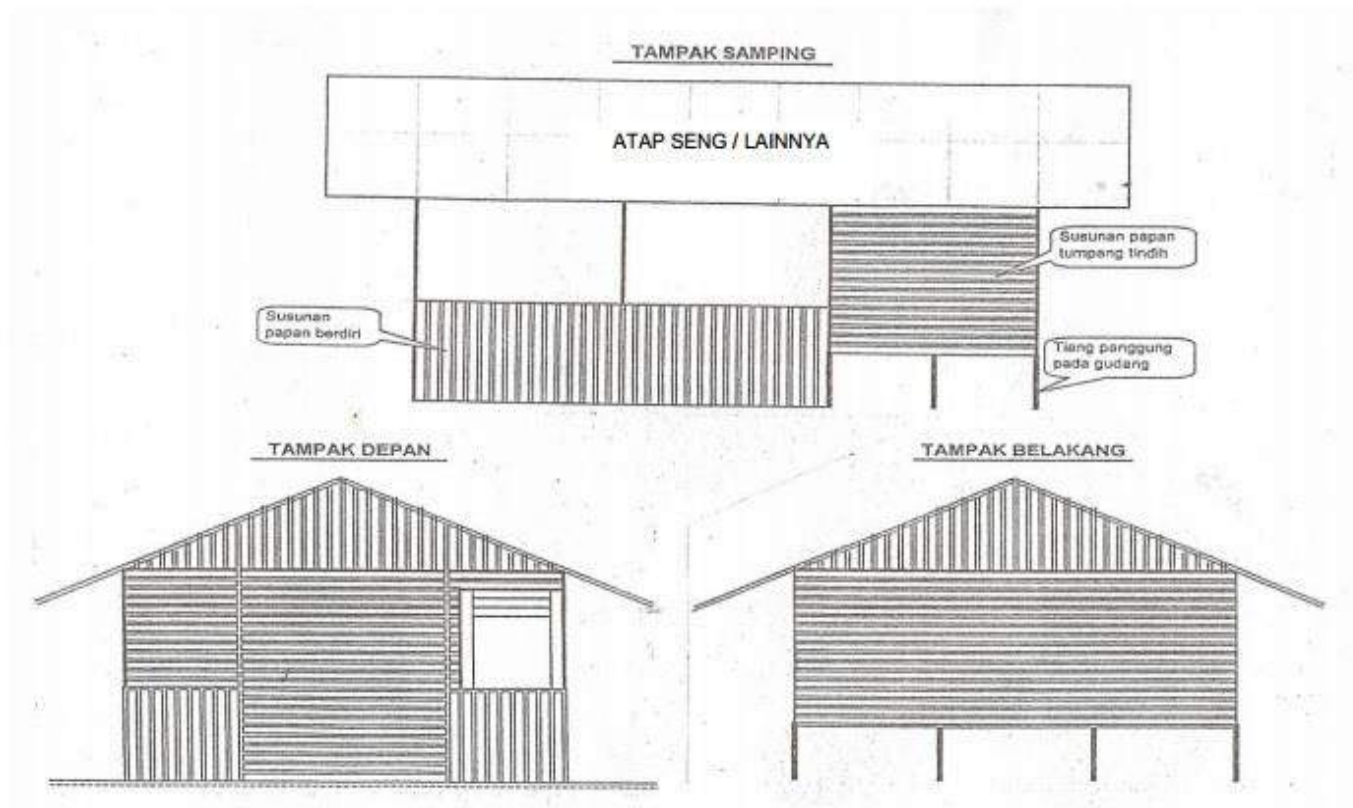 TAMPAK SAMPING
ATAP SENG / LAINNYA
Susunan papan
tumpang tindih
Susunan
papan berdiri
Tiang panggung
pada gudang
TAMPAK DEPAN
TAMPAK BELAKANG